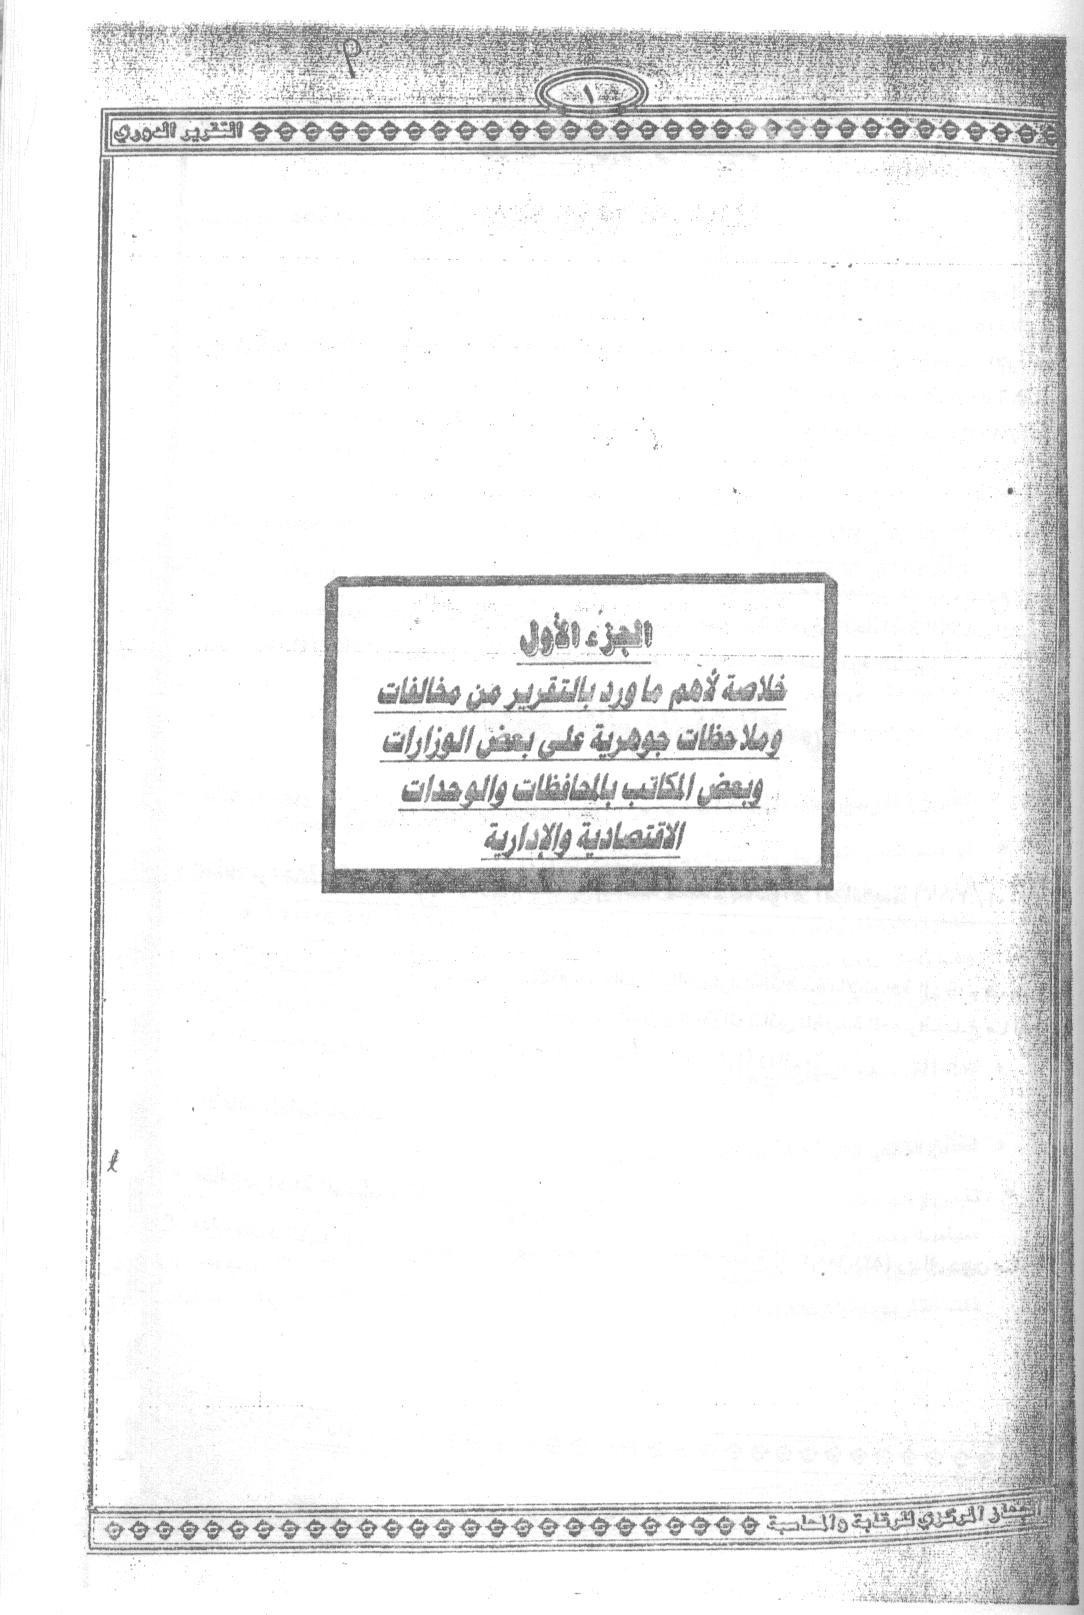 ١
التقرير الدوري
الجزء الأول
خلاصة لأهم ما ورد بالتقرير من مخالفات
وملاحظات جوهرية على بعض الوزارات
وبعض المكاتب بالمحافظات والوحدات
الاقتصادية والإدارية
الجهاز المركزي للرقابة والمحاسبة